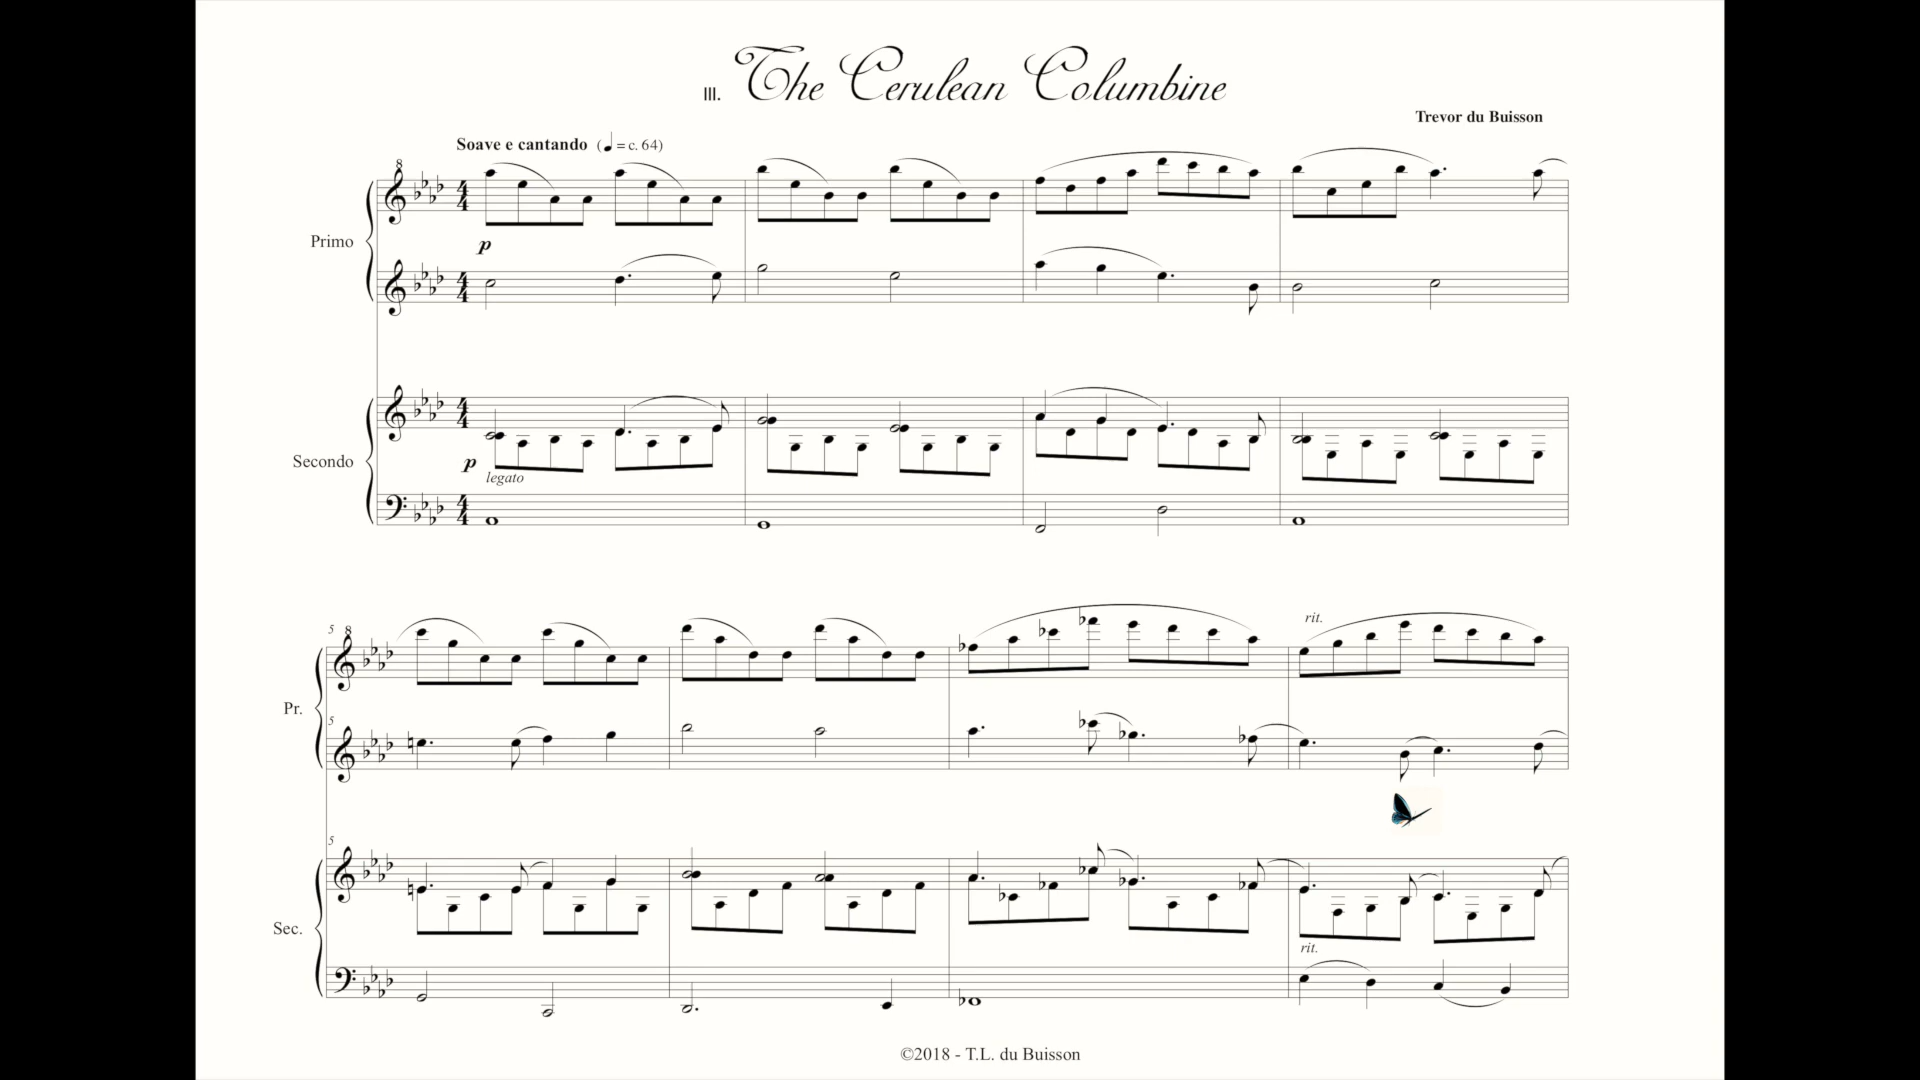 III. The Cerulean Columbine
Trevor du Buisson
Soave e cantando (♩ = c. 64)
8
Primo
p
Secondo
p
legato
5
8
rit.
Pr.
5
5
Sec.
rit.
©2018 - T.L. du Buisson